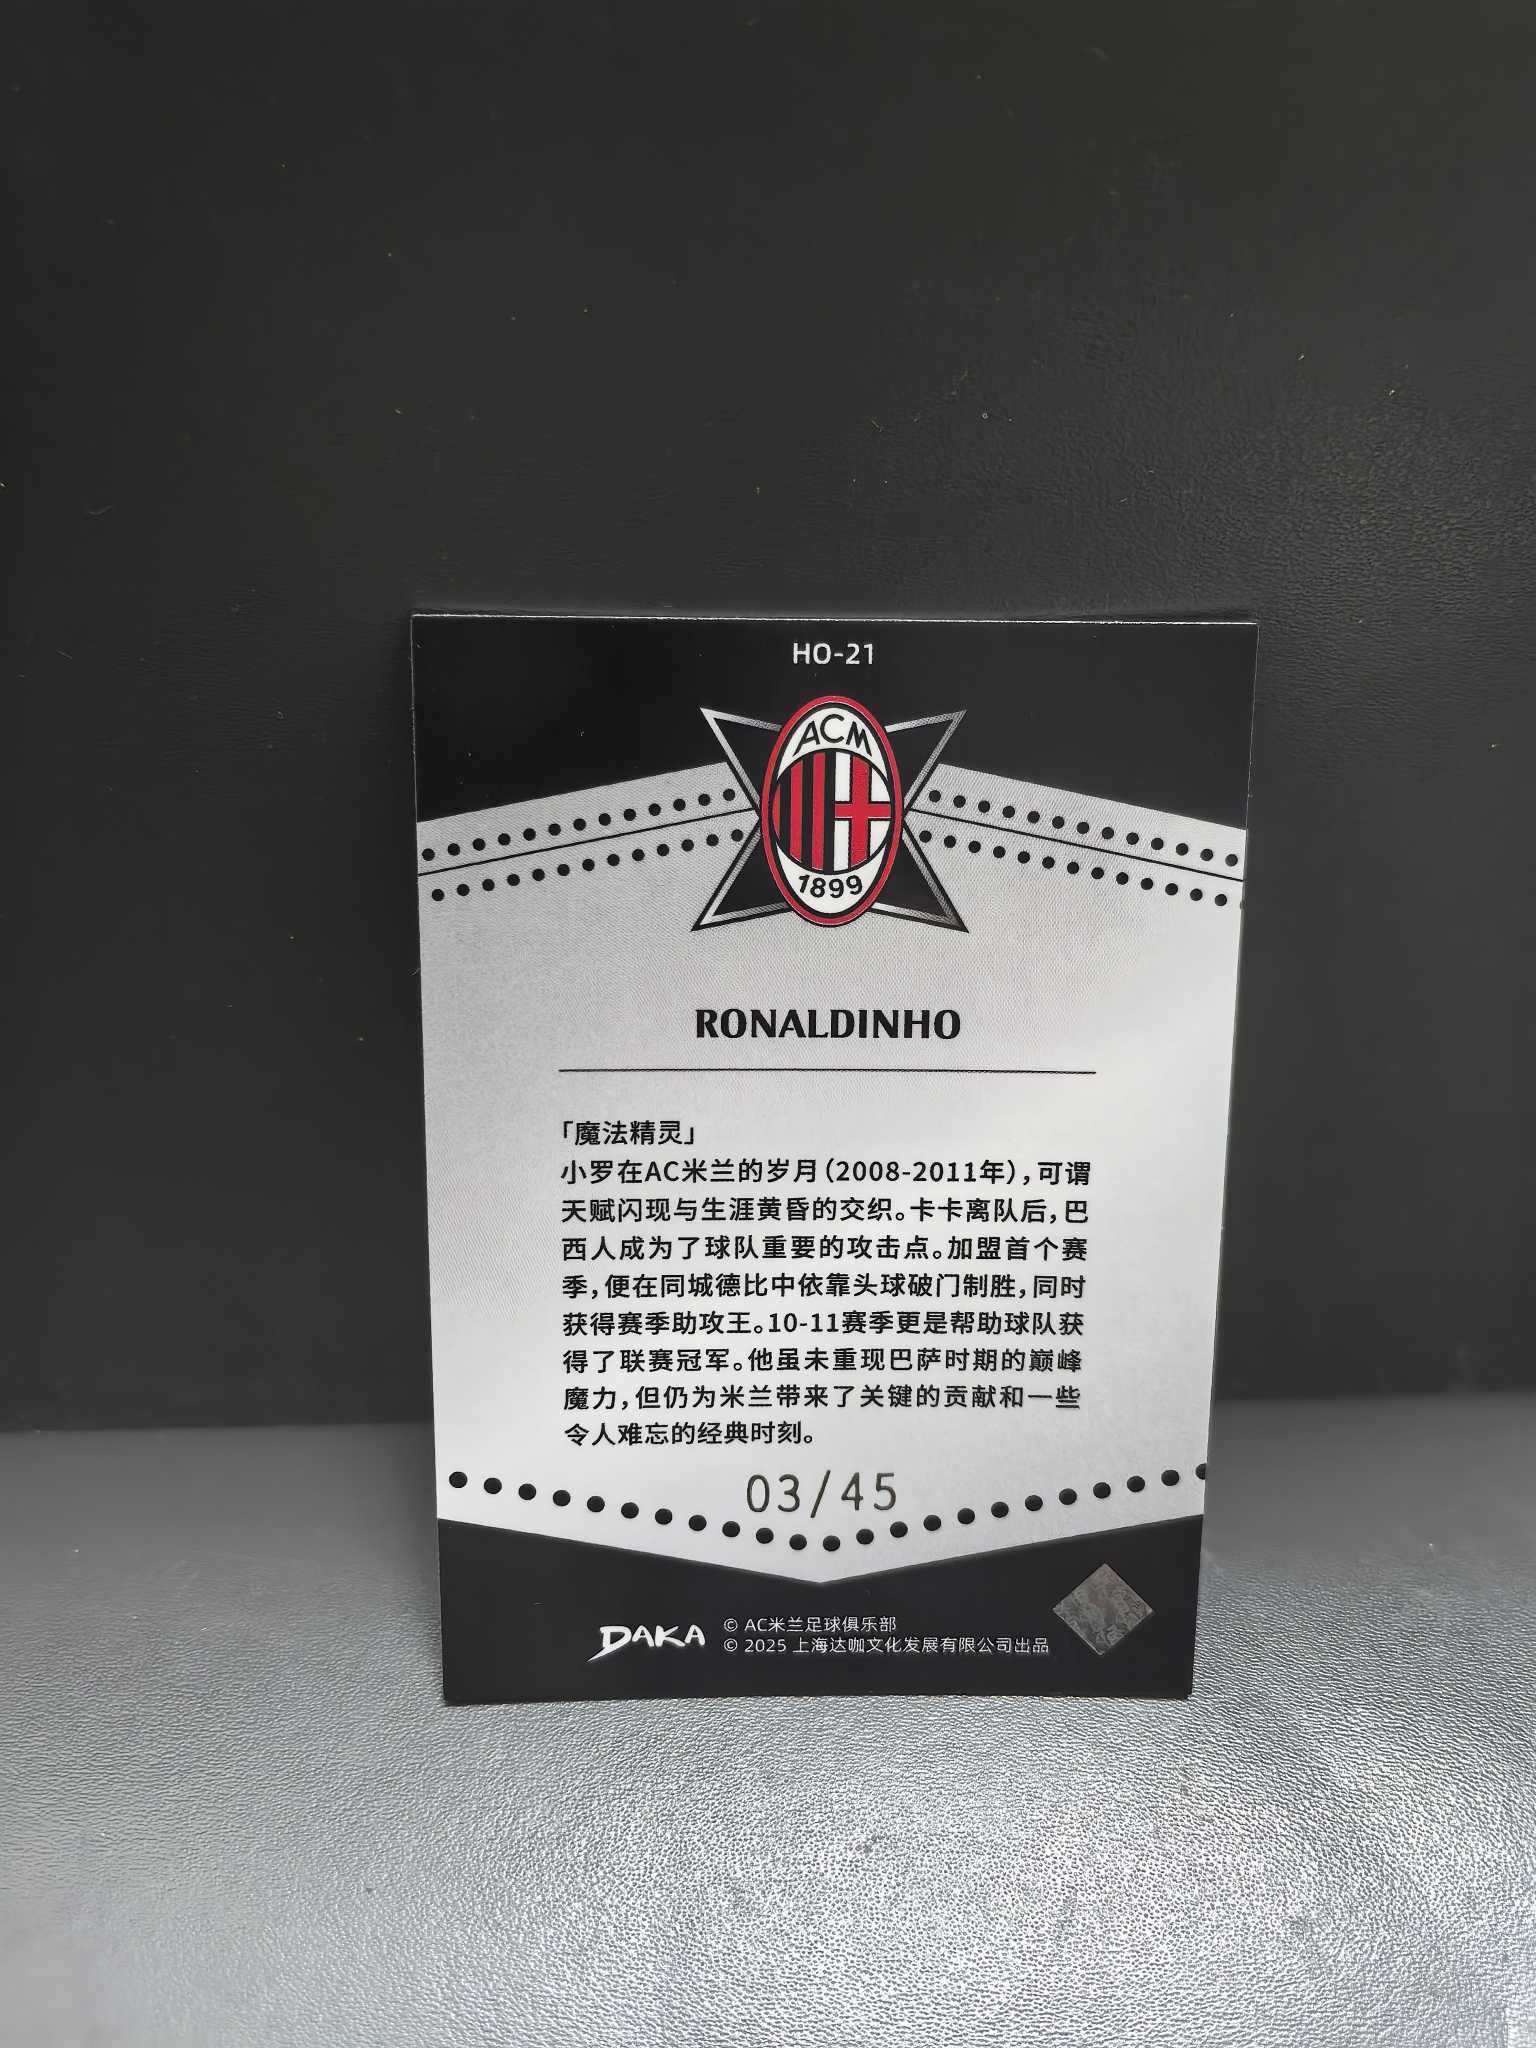 HO-21
ACM
1899
RONALDINHO
「魔法精灵」
小罗在AC米兰的岁月(2008-2011年),可谓
天赋闪现与生涯黄昏的交织。卡卡离队后,巴
西人成为了球队重要的攻击点。加盟首个赛
季,便在同城德比中依靠头球破门制胜,同时
获得赛季助攻王。10-11赛季更是帮助球队获
得了联赛冠军。他虽未重现巴萨时期的巅峰
魔力,但仍为米兰带来了关键的贡献和一些
令人难忘的经典时刻。
03/45
DAKA
© AC米兰足球俱乐部
© 2025 上海达咖文化发展有限公司出品